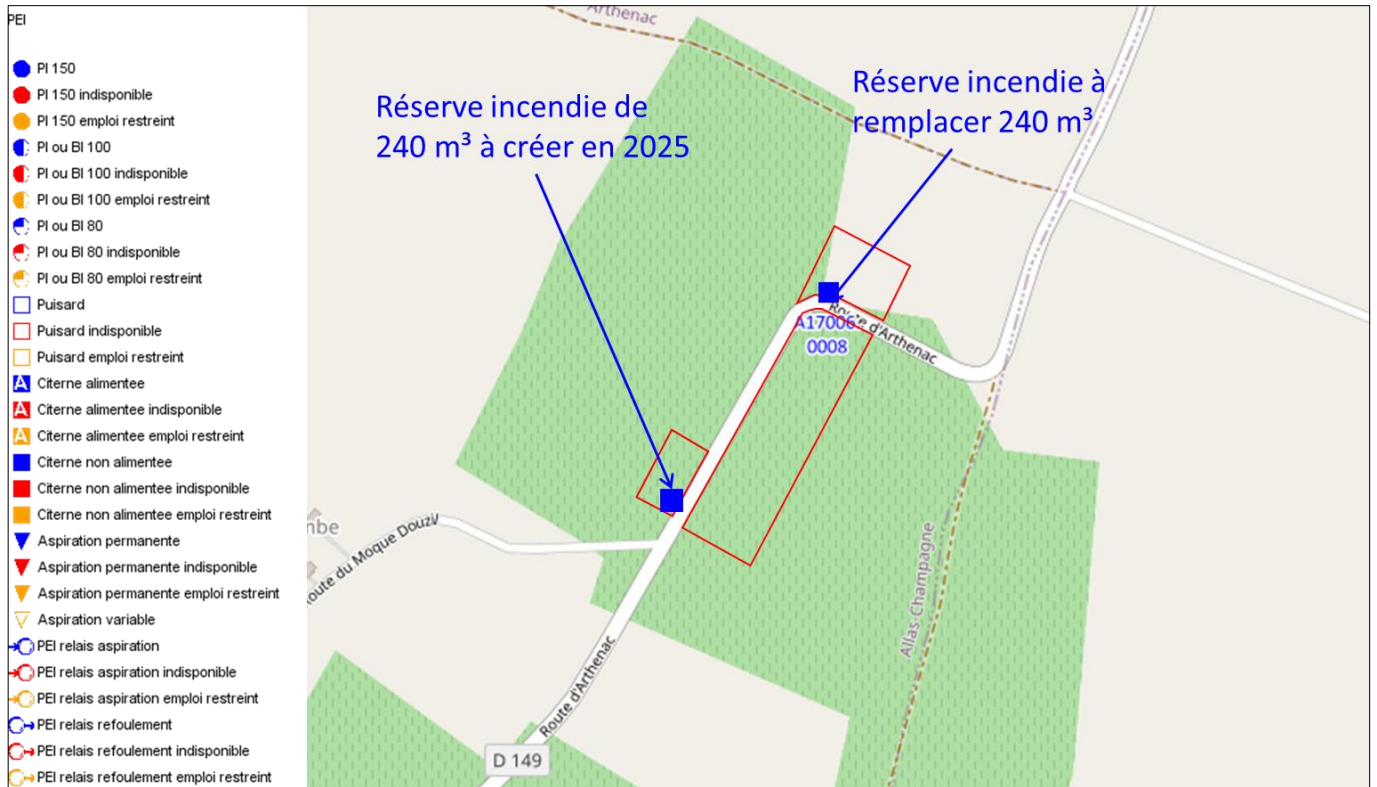 PEI
PI 150
PI 150 indisponible
PI 150 emploi restreint
PI ou BI 100
PI ou BI 100 indisponible
PI ou BI 100 emploi restreint
PI ou BI 80
PI ou BI 80 indisponible
PI ou BI 80 emploi restreint
Puisard
Puisard indisponible
Puisard emploi restreint
A Citerne alimentee
A Citerne alimentee indisponible
A Citerne alimentee emploi restreint
Citerne non alimentee
Citerne non alimentee indisponible
Citerne non alimentee emploi restreint
Aspiration permanente
Aspiration permanente indisponible
Aspiration permanente emploi restreint
Aspiration variable
PEI relais aspiration
PEI relais aspiration indisponible
PEI relais aspiration emploi restreint
PEI relais refoulement
PEI relais refoulement indisponible
PEI relais refoulement emploi restreint
Arthenac
Réserve incendie de
240 m³ à créer en 2025
Réserve incendie à
remplacer 240 m³
A17006
0008
Route d'Arthenac
Route du Moque Douzil
Allas-Champagne
Route d'Arthenac
D 149